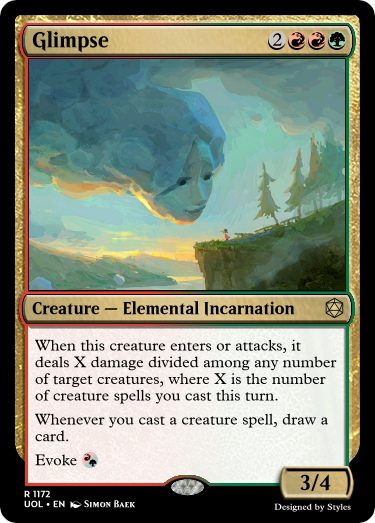 Glimpse 2
Creature — Elemental Incarnation
When this creature enters or attacks, it
deals X damage divided among any number
of target creatures, where X is the number
of creature spells you cast this turn.
Whenever you cast a creature spell, draw a
card.
Evoke
3/4
R 1172
UOL • EN SIMON BAEK
Designed by Styles